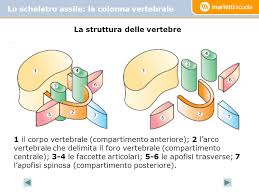 Lo scheletro assile: la colonna vertebrale
mariettiscuola
La struttura delle vertebre
1 il corpo vertebrale (compartimento anteriore); 2 l'arco
vertebrale che delimita il foro vertebrale (compartimento
centrale); 3-4 le faccette articolari; 5-6 le apofisi trasverse; 7
l'apofisi spinosa (compartimento posteriore).